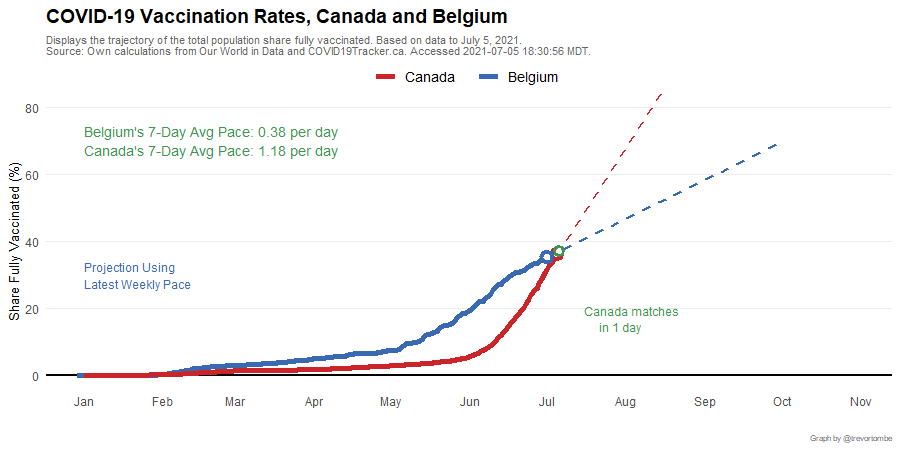 COVID-19 Vaccination Rates, Canada and Belgium
Displays the trajectory of the total population share fully vaccinated. Based on data to July 5, 2021.
Source: Own calculations from Our World in Data and COVID19Tracker.ca. Accessed 2021-07-05 18:30:56 MDT.
Canada Belgium
80
Belgium's 7-Day Avg Pace: 0.38 per day
Canada's 7-Day Avg Pace: 1.18 per day
60
Share Fully Vaccinated (%)
40
Projection Using
Latest Weekly Pace
20
Canada matches
in 1 day
0
Jan Feb Mar Apr May Jun Jul Aug Sep Oct Nov
Graph by @trevortombe